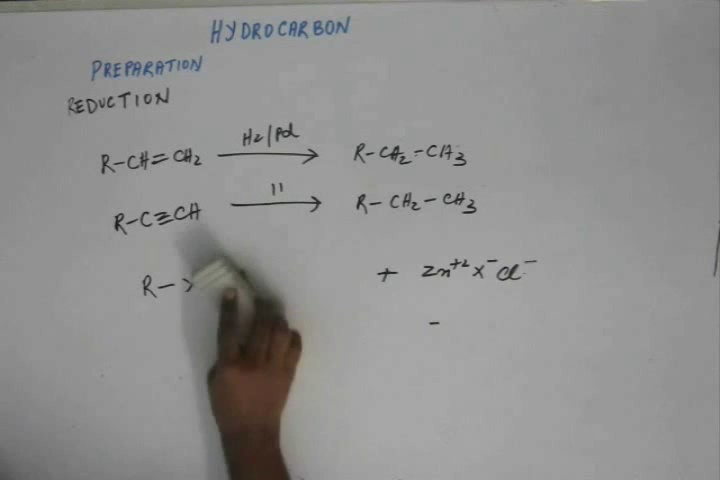 HYDROCARBON
PREPARATION
REDUCTION
R-CH=CH2 H2/Pd → R-CH2-CH3
R-C≡CH " → R-CH2-CH3
R- + Zn+2 X- Cl-
-